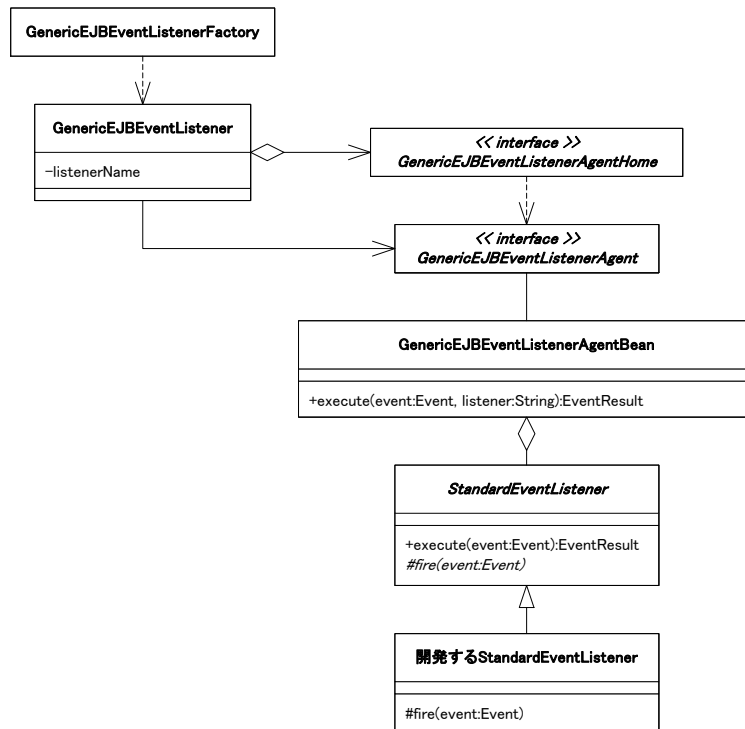 GenericEJBEventListenerFactory
GenericEJBEventListener
-listenerName
<< interface >>
GenericEJBEventListenerAgentHome
<< interface >>
GenericEJBEventListenerAgent
GenericEJBEventListenerAgentBean
+execute(event:Event, listener:String):EventResult
StandardEventListener
+execute(event:Event):EventResult
#fire(event:Event)
開発するStandardEventListener
#fire(event:Event)